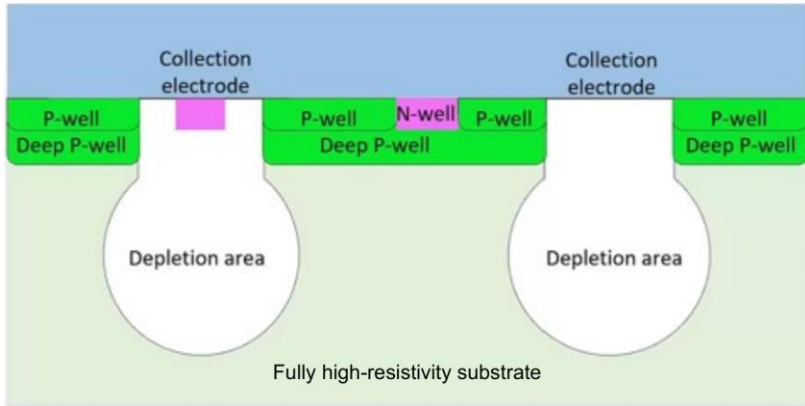 Collection
electrode
Collection
electrode
P-well
P-well
N-well
P-well
P-well
Deep P-well
Deep P-well
Deep P-well
Depletion area
Depletion area
Fully high-resistivity substrate